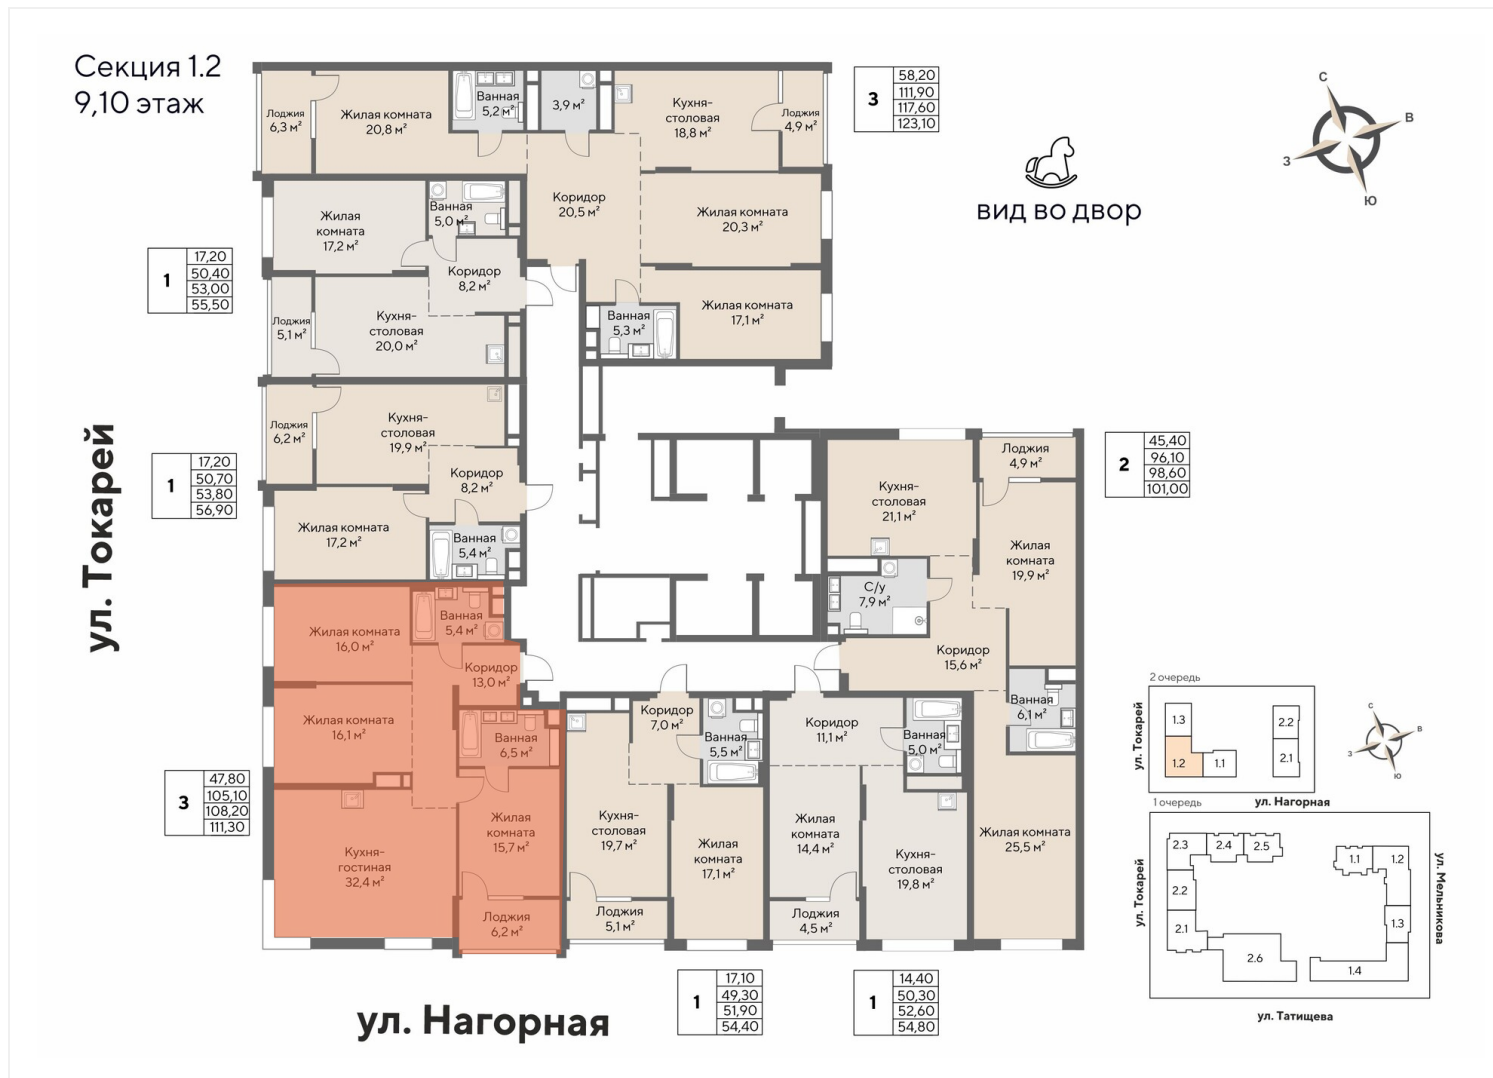 Секция 1.2
9,10 этаж
Лоджия
6,3 м²
Жилая комната
20,8 м²
Ванная
5,2 м²
3,9 м²
Кухня-
столовая
18,8 м²
Лоджия
4,9 м²
3
58,20
111,90
117,60
123,10
С
В
З
Ю
вид во двор
Жилая
комната
17,2 м²
Ванная
5,0 м²
Коридор
20,5 м²
Жилая комната
20,3 м²
1
17,20
50,40
53,00
55,50
Коридор
8,2 м²
Лоджия
5,1 м²
Кухня-
столовая
20,0 м²
Ванная
5,3 м²
Жилая комната
17,1 м²
ул. Токарей
Лоджия
6,2 м²
Кухня-
столовая
19,9 м²
1
17,20
50,70
53,80
56,90
Коридор
8,2 м²
Жилая комната
17,2 м²
Ванная
5,4 м²
Лоджия
4,9 м²
2
45,40
96,10
98,60
101,00
Кухня-
столовая
21,1 м²
Жилая
комната
19,9 м²
С/у
7,9 м²
Жилая комната
16,0 м²
Ванная
5,4 м²
Коридор
13,0 м²
Коридор
15,6 м²
Жилая комната
16,1 м²
Ванная
6,5 м²
Коридор
7,0 м²
Ванная
5,5 м²
Коридор
11,1 м²
Ванная
5,0 м²
Ванная
6,1 м²
3
47,80
105,10
108,20
111,30
Кухня-
гостиная
32,4 м²
Жилая
комната
15,7 м²
Кухня-
столовая
19,7 м²
Жилая
комната
17,1 м²
Жилая
комната
14,4 м²
Кухня-
столовая
19,8 м²
Жилая комната
25,5 м²
Лоджия
6,2 м²
Лоджия
5,1 м²
Лоджия
4,5 м²
ул. Нагорная
1
17,10
49,30
51,90
54,40
1
14,40
50,30
52,60
54,80
2 очередь
ул. Токарей
1.3
1.2
1.1
2.2
2.1
С
В
З
Ю
1 очередь
ул. Нагорная
ул. Токарей
2.3
2.4
2.5
1.1
1.2
2.2
2.1
1.3
2.6
1.4
ул. Мельникова
ул. Татищева